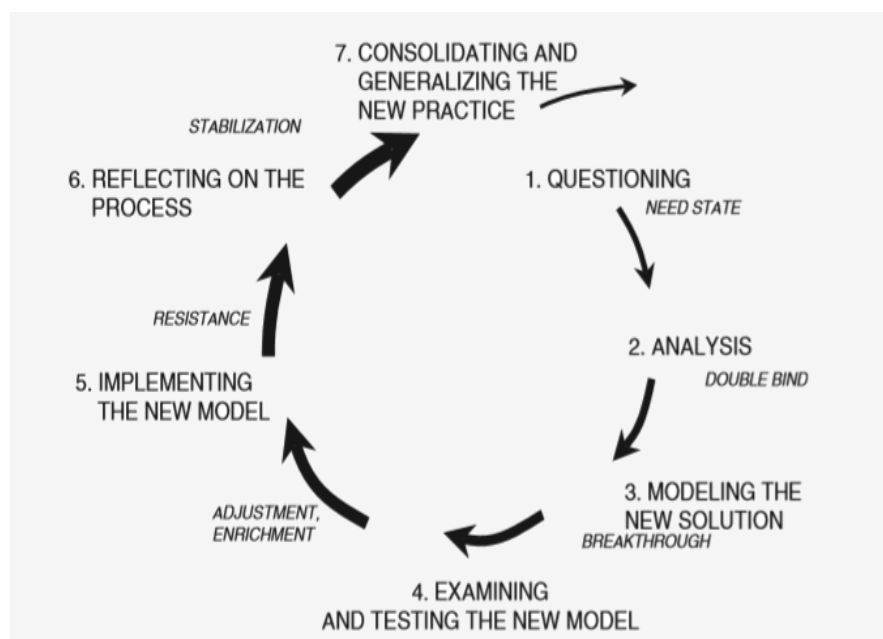 7. CONSOLIDATING AND
GENERALIZING THE
NEW PRACTICE
STABILIZATION
6. REFLECTING ON THE
PROCESS
1. QUESTIONING
NEED STATE
RESISTANCE
2. ANALYSIS
DOUBLE BIND
5. IMPLEMENTING
THE NEW MODEL
3. MODELING THE
NEW SOLUTION
BREAKTHROUGH
ADJUSTMENT,
ENRICHMENT
4. EXAMINING
AND TESTING THE NEW MODEL